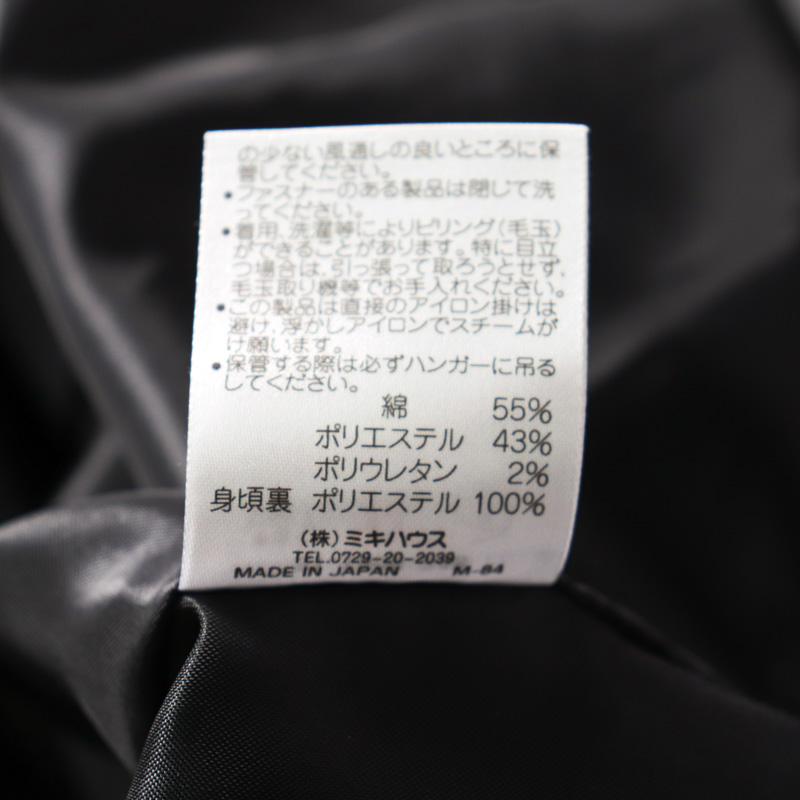 の少ない風通しの良いところに保
管してください。
・ファスナーのある製品は閉じて洗
ってください。
・着用、洗濯等によりピリング(毛玉)
ができることがあります。特に目立
つ場合は、引っ張って取ろうとせず、
毛玉取り機等でお手入れください。
・この製品は直接のアイロン掛けは
避け、浮かしアイロンでスチームが
け願います。
・保管する際は必ずハンガーに吊る
してください。
綿 55%
ポリエステル 43%
ポリウレタン 2%
身頃裏 ポリエステル 100%
(株)ミキハウス
TEL.0729-20-2039
MADE IN JAPAN M-84